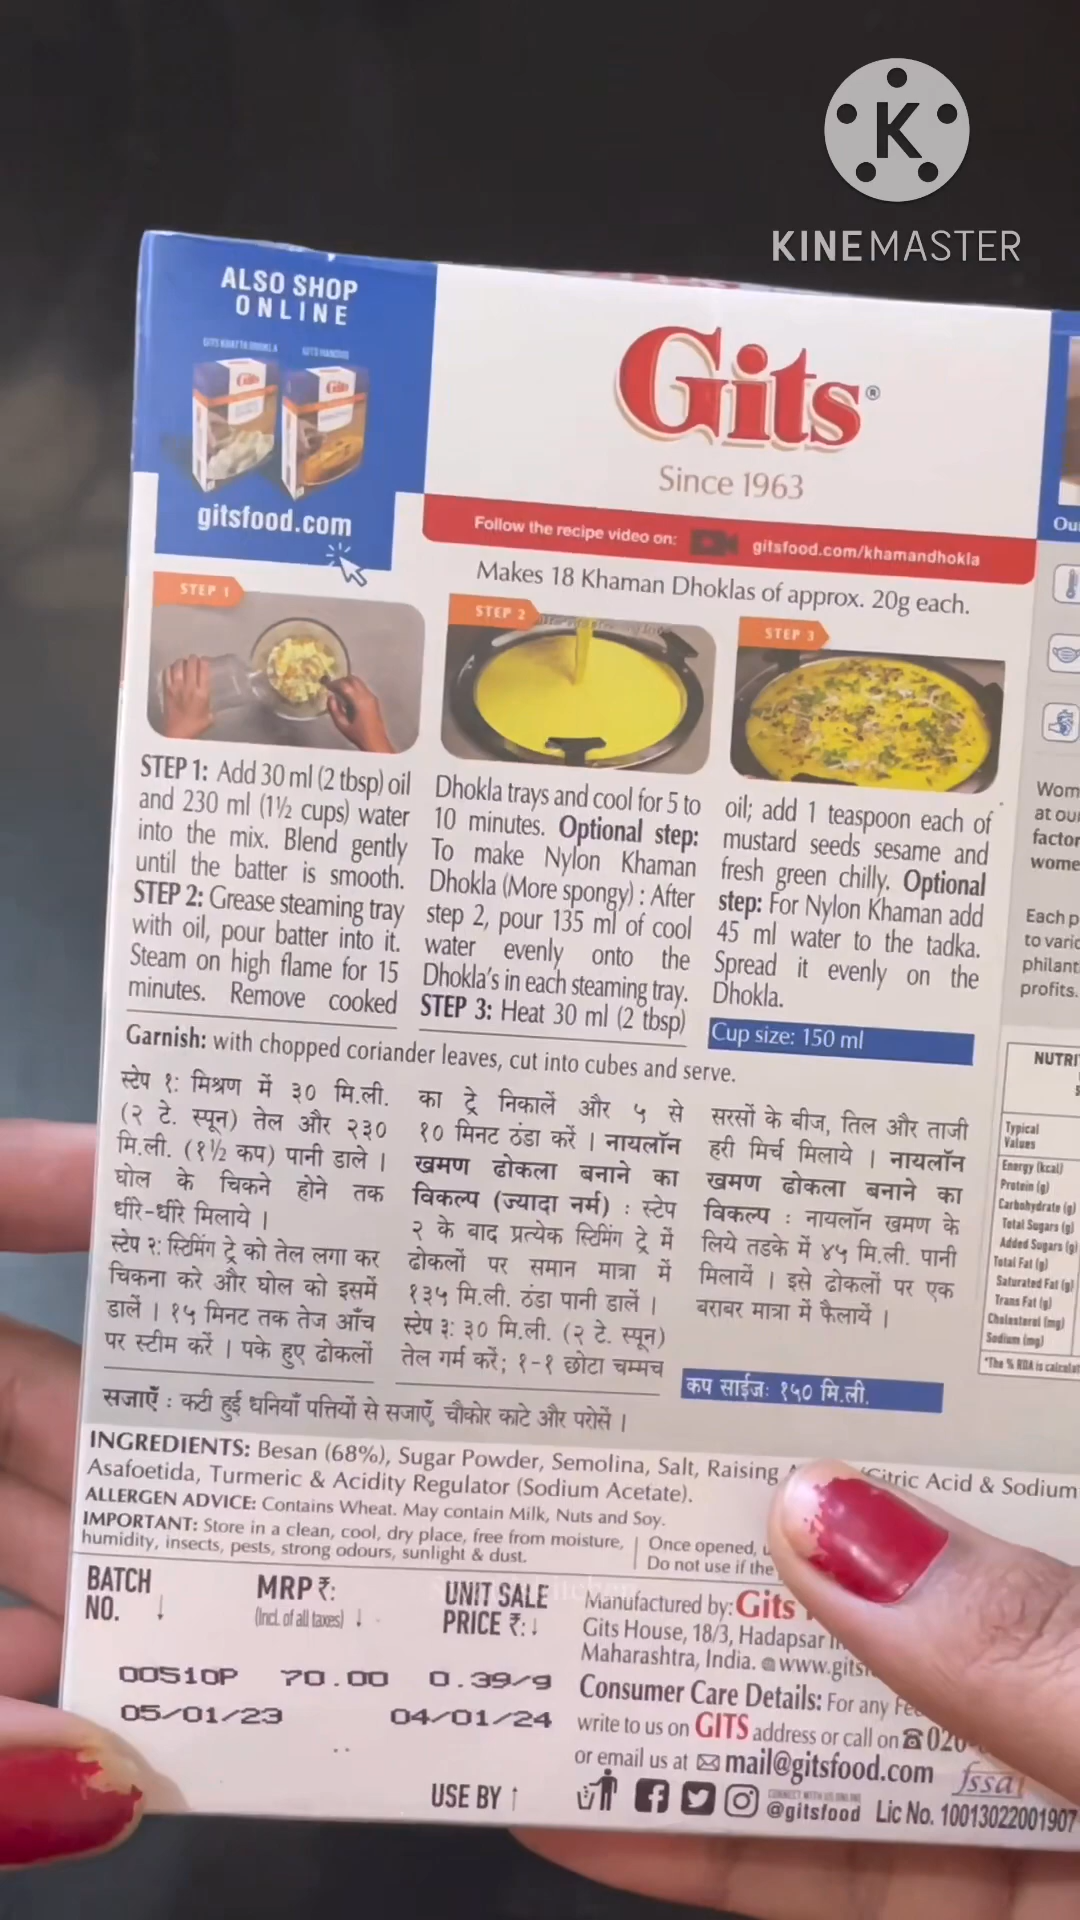 KINEMASTER
ALSO SHOP
ONLINE
gitsfood.com
Gits®
Since 1963
Follow the recipe video on: gitsfood.com/khamandhokla
Makes 18 Khaman Dhoklas of approx. 20g each.
STEP 1
STEP 2
STEP 3
STEP 1: Add 30 ml (2 tbsp) oil
and 230 ml (1½ cups) water
into the mix. Blend gently
until the batter is smooth.
STEP 2: Grease steaming tray
with oil, pour batter into it.
Steam on high flame for 15
minutes. Remove cooked
Dhokla trays and cool for 5 to
10 minutes. Optional step:
To make Nylon Khaman
Dhokla (More spongy) : After
step 2, pour 135 ml of cool
water evenly onto the
Dhokla's in each steaming tray.
STEP 3: Heat 30 ml (2 tbsp)
oil; add 1 teaspoon each of
mustard seeds sesame and
fresh green chilly. Optional
step: For Nylon Khaman add
45 ml water to the tadka.
Spread it evenly on the
Dhokla.
Cup size: 150 ml
Garnish: with chopped coriander leaves, cut into cubes and serve.
स्टेप १: मिश्रण में ३० मि.ली.
(२ टे. स्पून) तेल और २३०
मि.ली. (१½ कप) पानी डाले ।
घोल के चिकने होने तक
धीरे-धीरे मिलाये ।
स्टेप २: स्टिमिंग ट्रे को तेल लगा कर
चिकना करे और घोल को इसमें
डालें । १५ मिनट तक तेज आँच
पर स्टीम करें । पके हुए ढोकलों
का ट्रे निकालें और ५ से
१० मिनट ठंडा करें । नायलॉन
खमण ढोकला बनाने का
विकल्प (ज्यादा नर्म) : स्टेप
२ के बाद प्रत्येक स्टिमिंग ट्रे में
ढोकलों पर समान मात्रा में
१३५ मि.ली. ठंडा पानी डालें ।
स्टेप ३: ३० मि.ली. (२ टे. स्पून)
तेल गर्म करें; १-१ छोटा चम्मच
सरसों के बीज, तिल और ताजी
हरी मिर्च मिलाये । नायलॉन
खमण ढोकला बनाने का
विकल्प : नायलॉन खमण के
लिये तडके में ४५ मि.ली. पानी
मिलायें । इसे ढोकलों पर एक
बराबर मात्रा में फैलायें ।
कप साईज: १५० मि.ली.
सजाएँ : कटी हुई धनियाँ पत्तियों से सजाएँ, चौकोर काटे और परोसें ।
INGREDIENTS: Besan (68%), Sugar Powder, Semolina, Salt, Raising Citric Acid & Sodium
Asafoetida, Turmeric & Acidity Regulator (Sodium Acetate).
ALLERGEN ADVICE: Contains Wheat. May contain Milk, Nuts and Soy.
IMPORTANT: Store in a clean, cool, dry place, free from moisture,
humidity, insects, pests, strong odours, sunlight & dust.
Once opened,
Do not use if the
BATCH
NO. ↓
MRP ₹:
(Incl. of all taxes) ↓
UNIT SALE
PRICE ₹: ↓
00510P 70.00 0.39/g
05/01/23 04/01/24
USE BY ↑
Manufactured by: Gits
Gits House, 18/3, Hadapsar
Maharashtra, India.
Consumer Care Details: For any
write to us on GITS address or call on 020
or email us at mail@gitsfood.com
fssai
CONNECT WITH US ONLINE
@gitsfood Lic No. 10013022001907
NUTRI
Typical
Values
Energy (kcal)
Protein (g)
Carbohydrate (g)
Total Sugars (g)
Added Sugars (g)
Total Fat (g)
Saturated Fat (g)
Trans Fat (g)
Cholesterol (mg)
Sodium (mg)
*The % RDA is